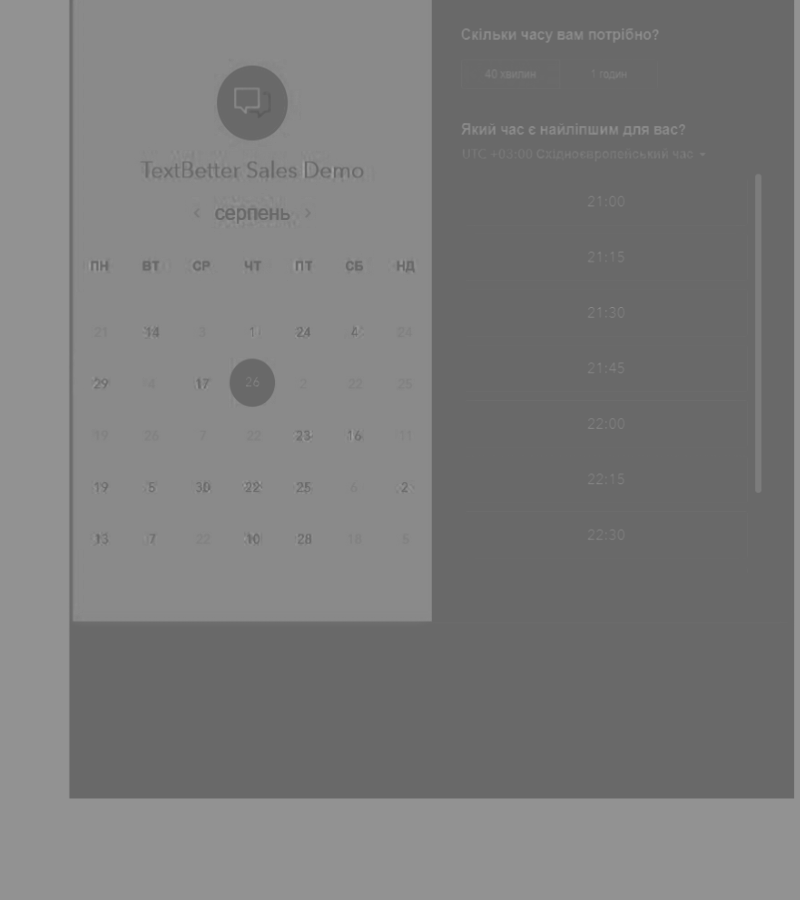 TextBetter Sales Demo
серпень
ПН ВТ СР ЧТ ПТ СБ НД
21 14 3 1 24 4 24
29 4 17 26 2 22 25
19 26 7 22 23 16 11
19 5 30 22 25 6 2
13 7 22 10 28 18 5
Скільки часу вам потрібно?
40 хвилин 1 годин
Який час є найліпшим для вас?
UTC +03:00 Східноєвропейський час
21:00
21:15
21:30
21:45
22:00
22:15
22:30